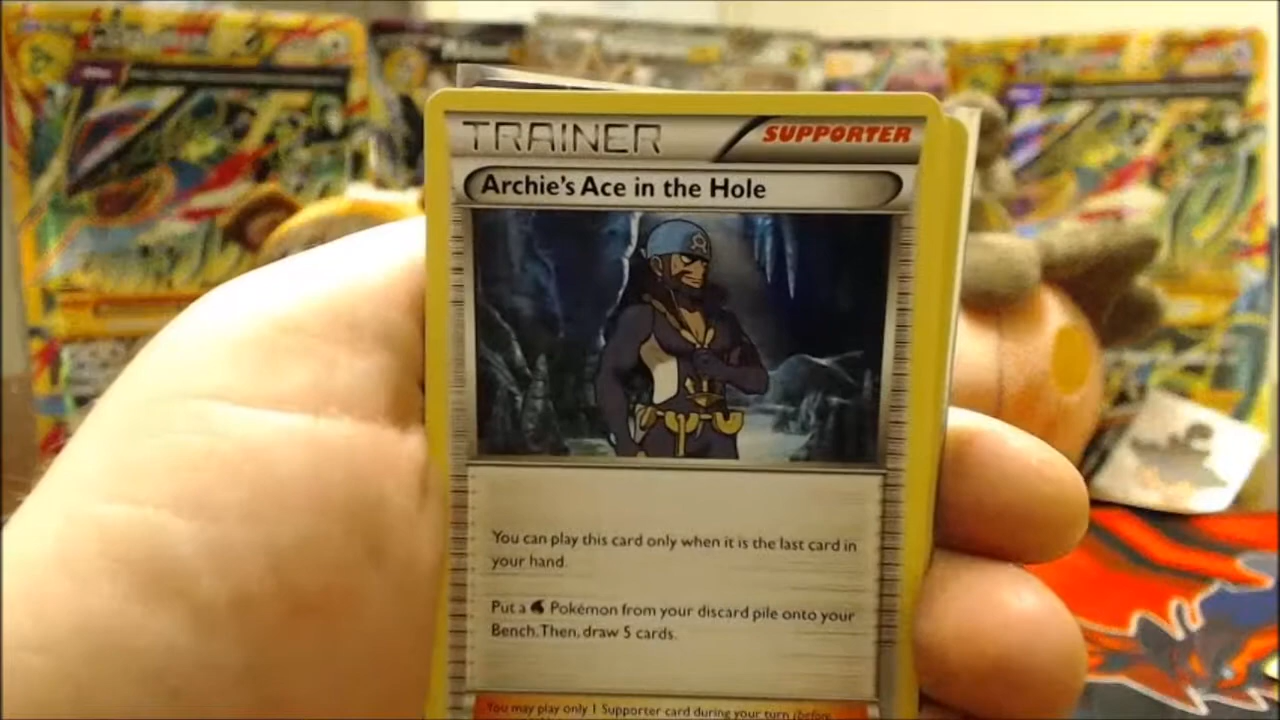 TRAINER
SUPPORTER
Archie's Ace in the Hole
You can play this card only when it is the last card in
your hand.
Put a Pokémon from your discard pile onto your
Bench. Then, draw 5 cards.
You may play only 1 Supporter card during your turn (before